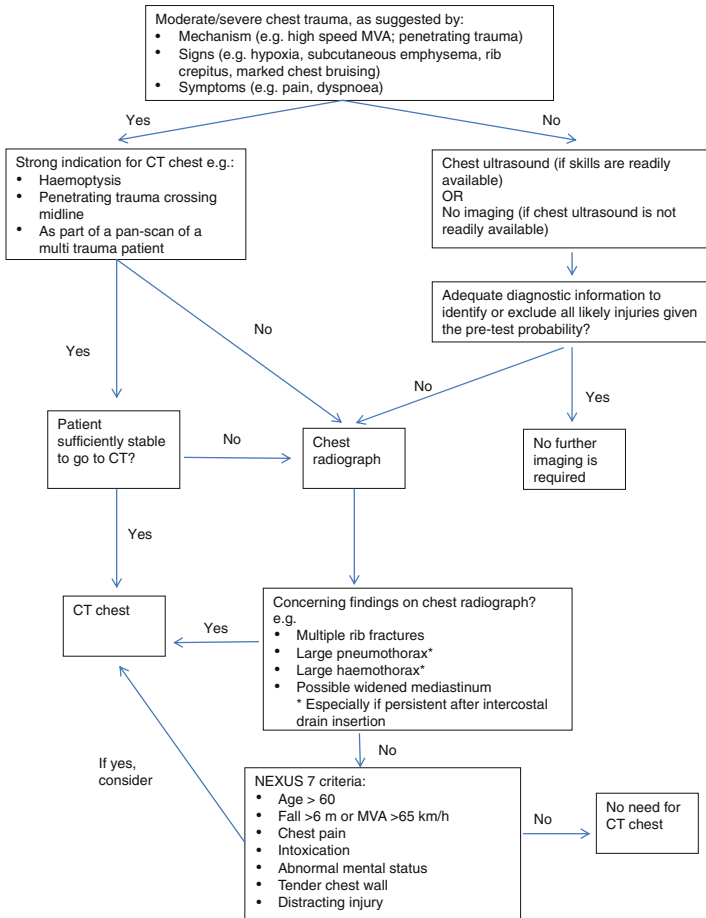 Moderate/severe chest trauma, as suggested by:
• Mechanism (e.g. high speed MVA; penetrating trauma)
• Signs (e.g. hypoxia, subcutaneous emphysema, rib
crepitus, marked chest bruising)
• Symptoms (e.g. pain, dyspnoea)
Yes
No
Strong indication for CT chest e.g.:
• Haemoptysis
• Penetrating trauma crossing
midline
• As part of a pan-scan of a
multi trauma patient
Chest ultrasound (if skills are readily
available)
OR
No imaging (if chest ultrasound is not
readily available)
Adequate diagnostic information to
identify or exclude all likely injuries given
the pre-test probability?
Yes
No
No
Yes
Patient
sufficiently stable
to go to CT?
No
Chest
radiograph
No further
imaging is
required
Yes
CT chest
Yes
Concerning findings on chest radiograph?
e.g.
• Multiple rib fractures
• Large pneumothorax*
• Large haemothorax*
• Possible widened mediastinum
* Especially if persistent after intercostal
drain insertion
No
If yes,
consider
NEXUS 7 criteria:
• Age > 60
• Fall >6 m or MVA >65 km/h
• Chest pain
• Intoxication
• Abnormal mental status
• Tender chest wall
• Distracting injury
No
No need for
CT chest